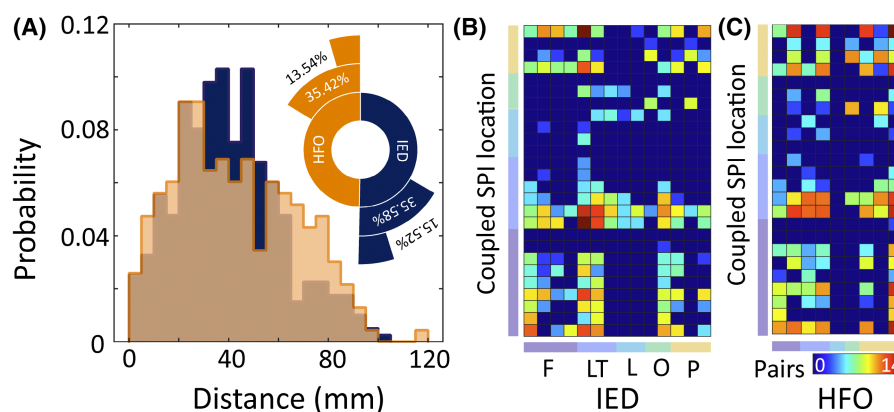 (A)
0.12
0.08
0.04
0
Probability
0
40
80
120
Distance (mm)
13.54%
35.42%
HFO
IED
35.58%
15.52%
(B)
Coupled SPI location
F LT L O P
IED
(C)
Coupled SPI location
Pairs 0 14
HFO